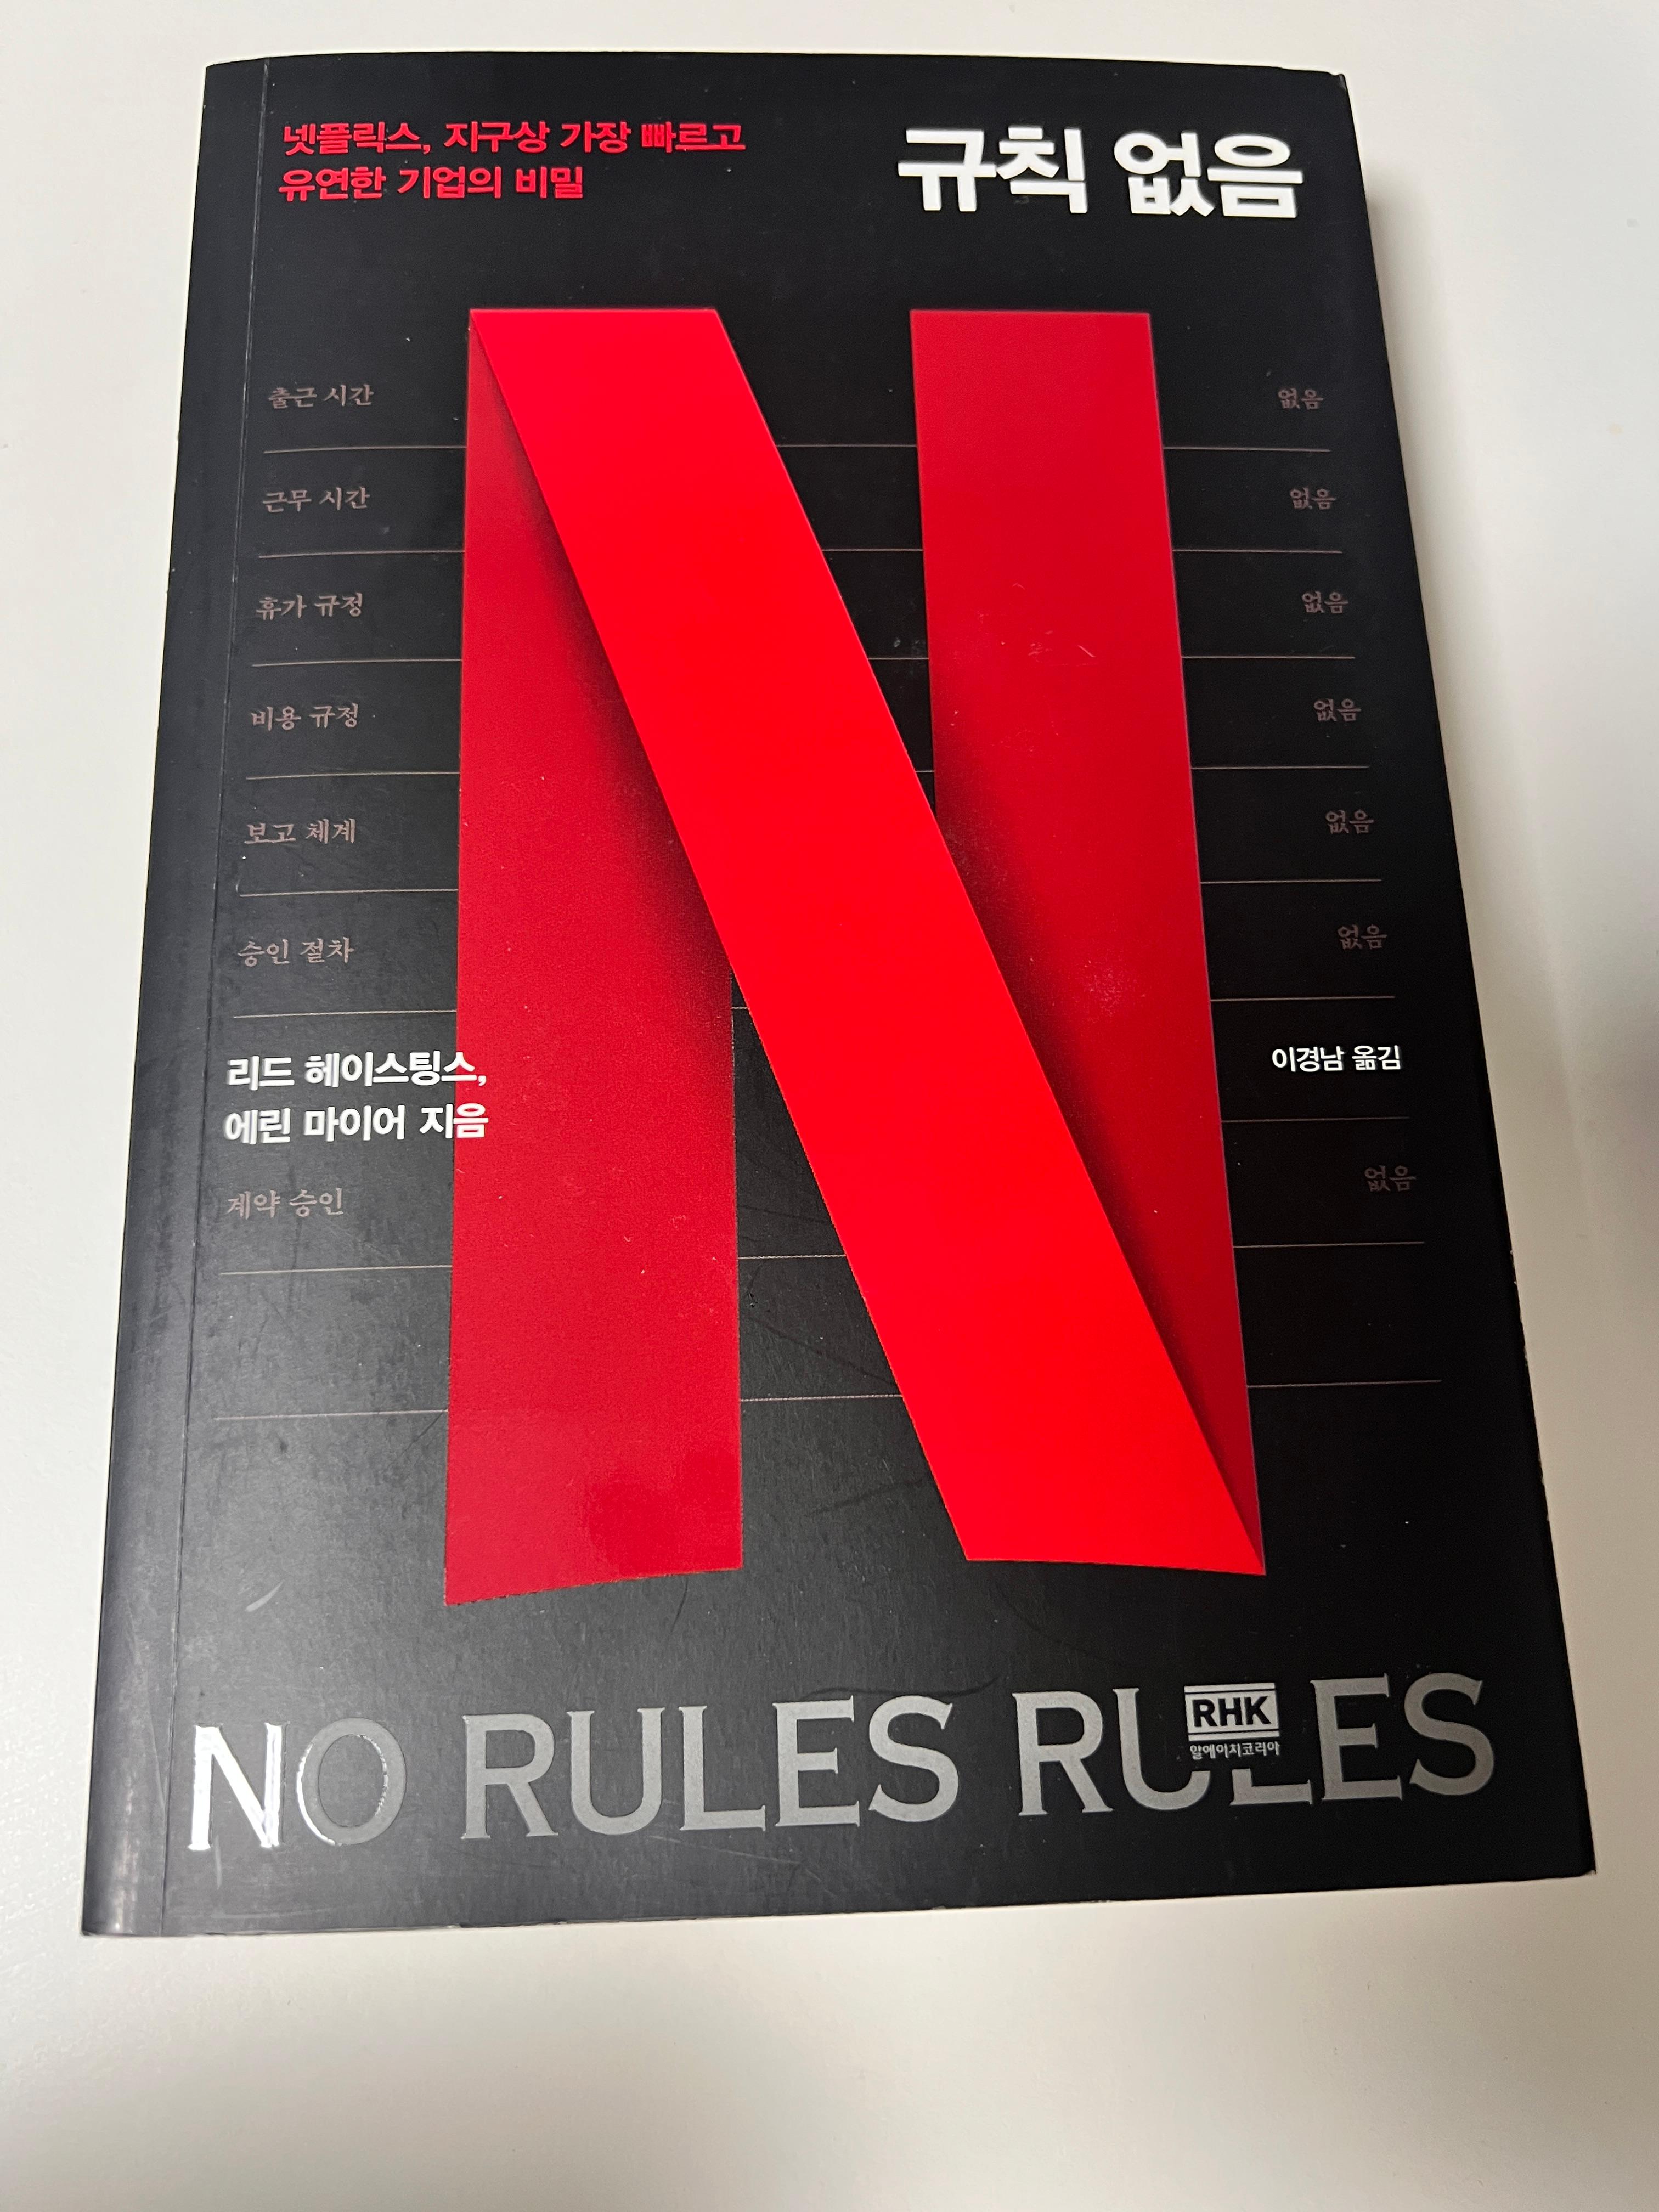 넷플릭스, 지구상 가장 빠르고
유연한 기업의 비밀
규칙 없음
출근 시간 없음
근무 시간 없음
휴가 규정 없음
비용 규정 없음
보고 체계 없음
승인 절차 없음
리드 헤이스팅스,
에린 마이어 지음
이경남 옮김
계약 승인 없음
NO RULES RULES
RHK
알에이치코리아